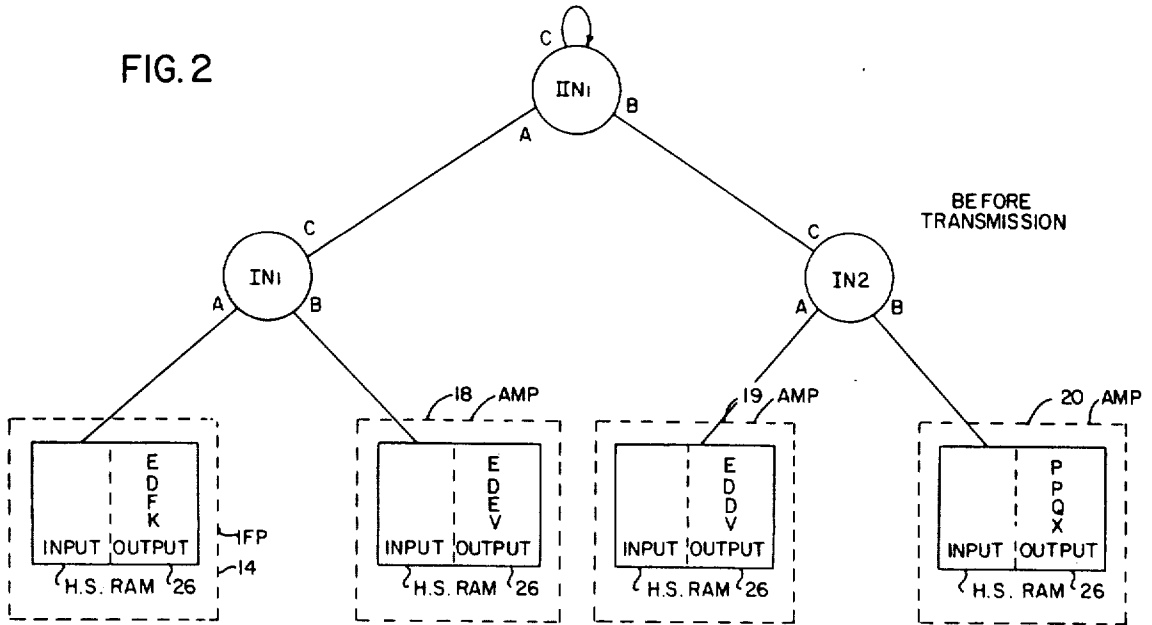 FIG. 2
C
IIN1
A
B
BEFORE
TRANSMISSION
C
IN1
A
B
C
IN2
A
B
18
AMP
19
AMP
20
AMP
E
D
F
K
INPUT
OUTPUT
H.S. RAM
26
IFP
14
E
D
E
V
INPUT
OUTPUT
H.S. RAM
26
E
D
D
V
INPUT
OUTPUT
H.S. RAM
26
P
P
Q
X
INPUT
OUTPUT
H.S. RAM
26